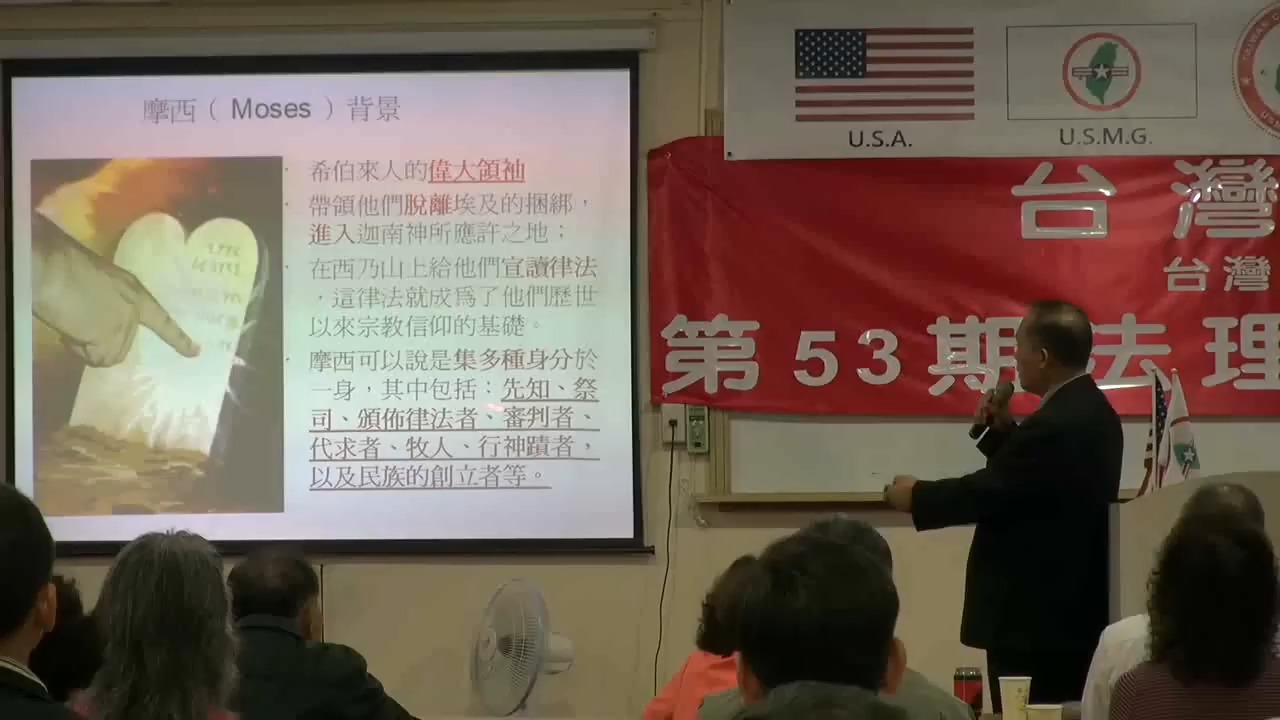 摩西（ Moses ）背景
希伯來人的偉大領袖
帶領他們脫離埃及的捆綁，
進入迦南神所應許之地；
在西乃山上給他們宣讀律法
，這律法就成爲了他們歷世
以來宗教信仰的基礎。
摩西可以說是集多種身分於
一身，其中包括：先知、祭
司、頒佈律法者、審判者、
代求者、牧人、行神蹟者，
以及民族的創立者等。
U.S.A.
U.S.M.G.
台灣
台灣
第53期法理